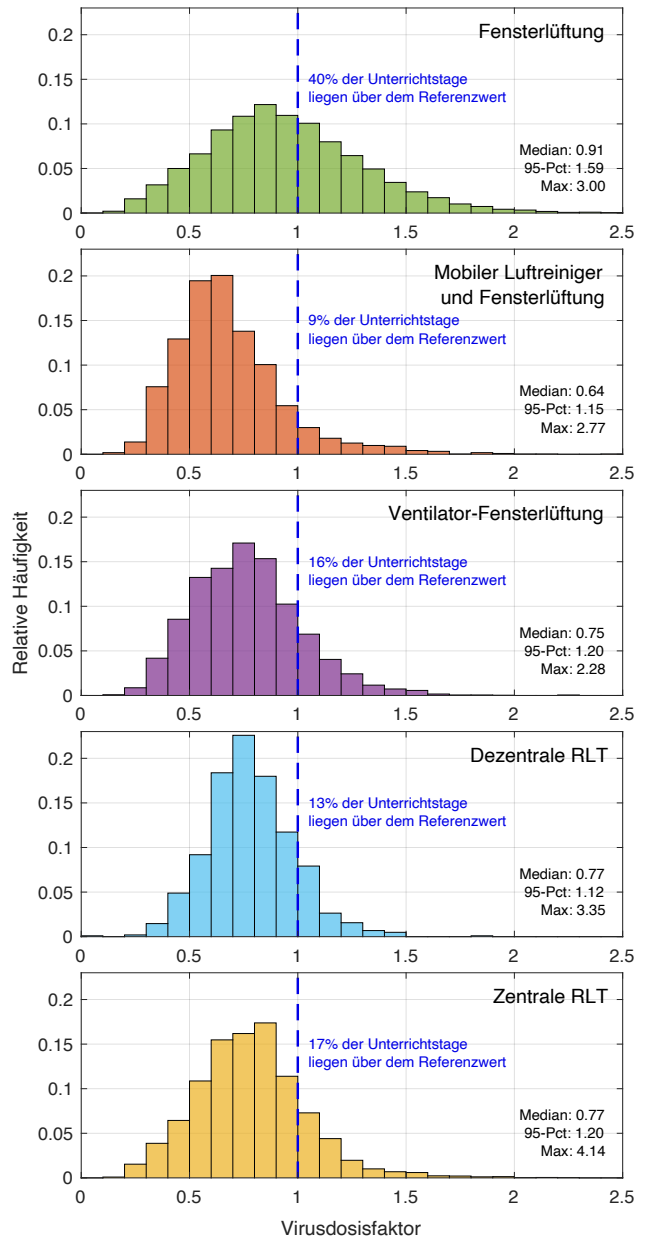 Fensterlüftung
0.2
0.15
0.1
0.05
0
40% der Unterrichtstage
liegen über dem Referenzwert
Median: 0.91
95-Pct: 1.59
Max: 3.00
0.5
1
1.5
2
2.5
Mobiler Luftreiniger
und Fensterlüftung
0.2
0.15
0.1
0.05
0
9% der Unterrichtstage
liegen über dem Referenzwert
Median: 0.64
95-Pct: 1.15
Max: 2.77
0
0.5
1
1.5
2
2.5
Relative Häufigkeit
Ventilator-Fensterlüftung
0.2
0.15
0.1
0.05
0
16% der Unterrichtstage
liegen über dem Referenzwert
Median: 0.75
95-Pct: 1.20
Max: 2.28
0
0.5
1
1.5
2
2.5
Dezentrale RLT
0.2
0.15
0.1
0.05
0
13% der Unterrichtstage
liegen über dem Referenzwert
Median: 0.77
95-Pct: 1.12
Max: 3.35
0
0.5
1
1.5
2
2.5
Zentrale RLT
0.2
0.15
0.1
0.05
0
17% der Unterrichtstage
liegen über dem Referenzwert
Median: 0.77
95-Pct: 1.20
Max: 4.14
0
0.5
1
1.5
2
2.5
Virusdosisfaktor